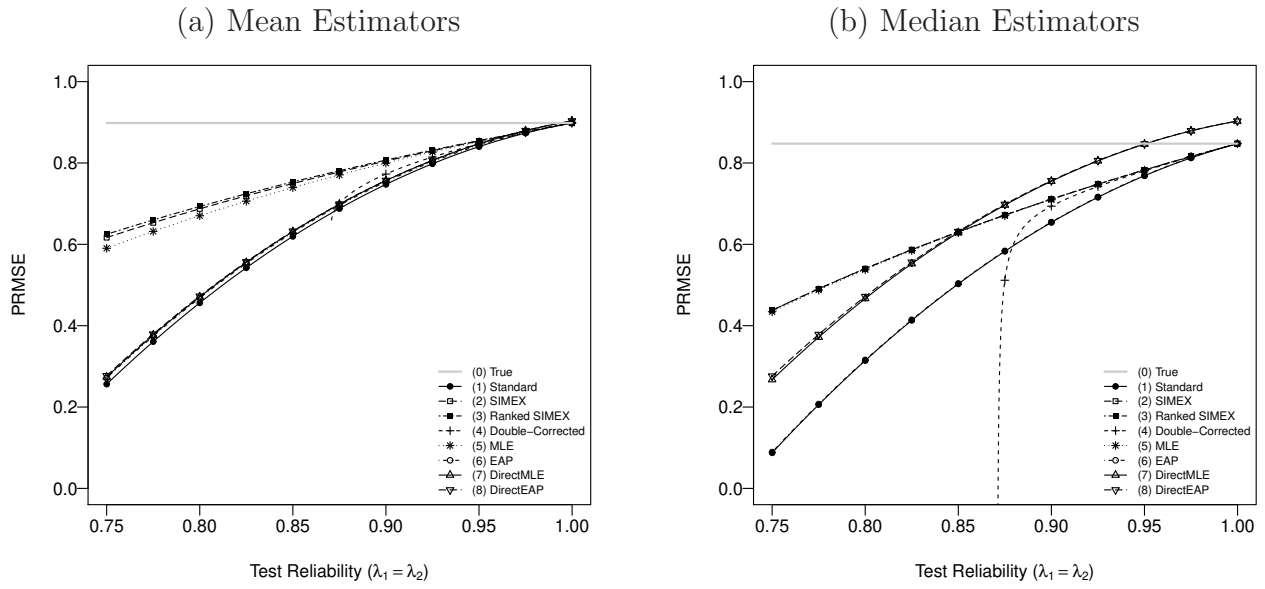 (a) Mean Estimators
PRMSE
1.0
0.8
0.6
0.4
0.2
0.0
(0) True
(1) Standard
(2) SIMEX
(3) Ranked SIMEX
(4) Double−Corrected
(5) MLE
(6) EAP
(7) DirectMLE
(8) DirectEAP
0.75 0.80 0.85 0.90 0.95 1.00
Test Reliability (λ₁ = λ₂)
(b) Median Estimators
PRMSE
1.0
0.8
0.6
0.4
0.2
0.0
(0) True
(1) Standard
(2) SIMEX
(3) Ranked SIMEX
(4) Double−Corrected
(5) MLE
(6) EAP
(7) DirectMLE
(8) DirectEAP
0.75 0.80 0.85 0.90 0.95 1.00
Test Reliability (λ₁ = λ₂)